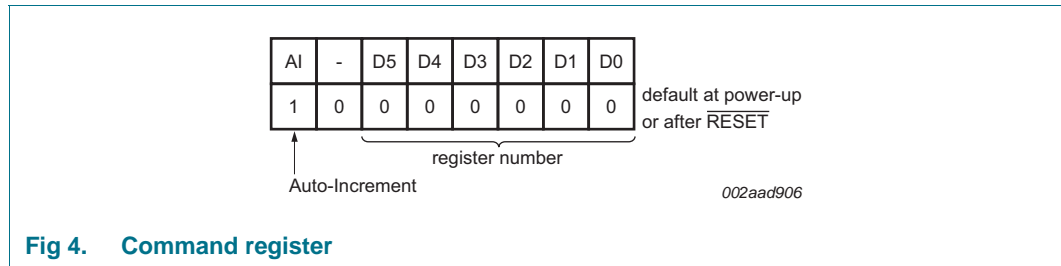 AI - D5 D4 D3 D2 D1 D0
1 0 0 0 0 0 0 0
default at power-up
or after RESET
register number
Auto-Increment
002aad906
Fig 4. Command register